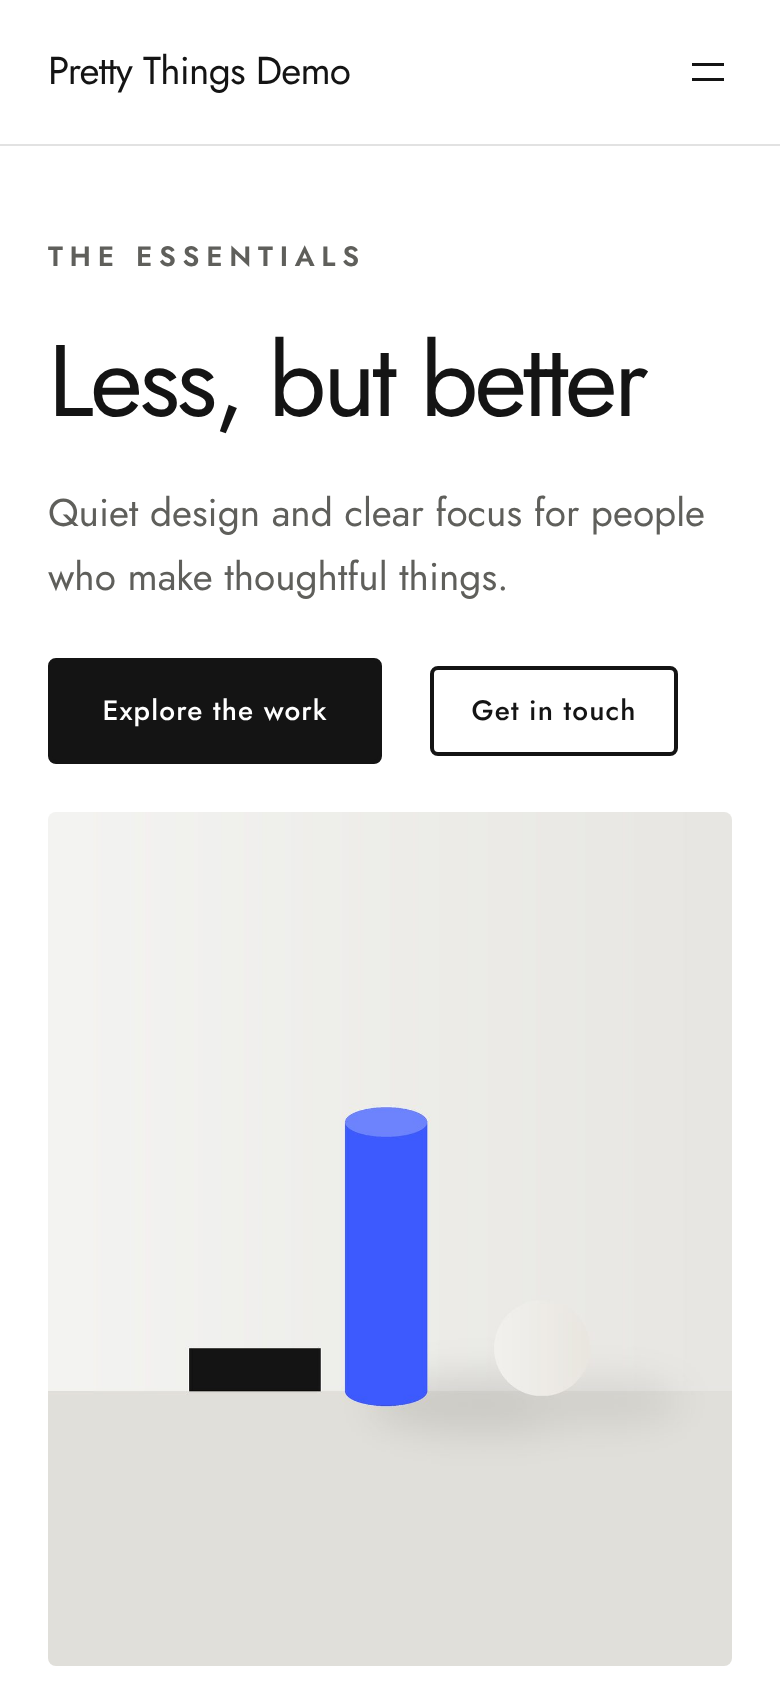 Pretty Things Demo
THE ESSENTIALS
Less, but better
Quiet design and clear focus for people
who make thoughtful things.
Explore the work
Get in touch